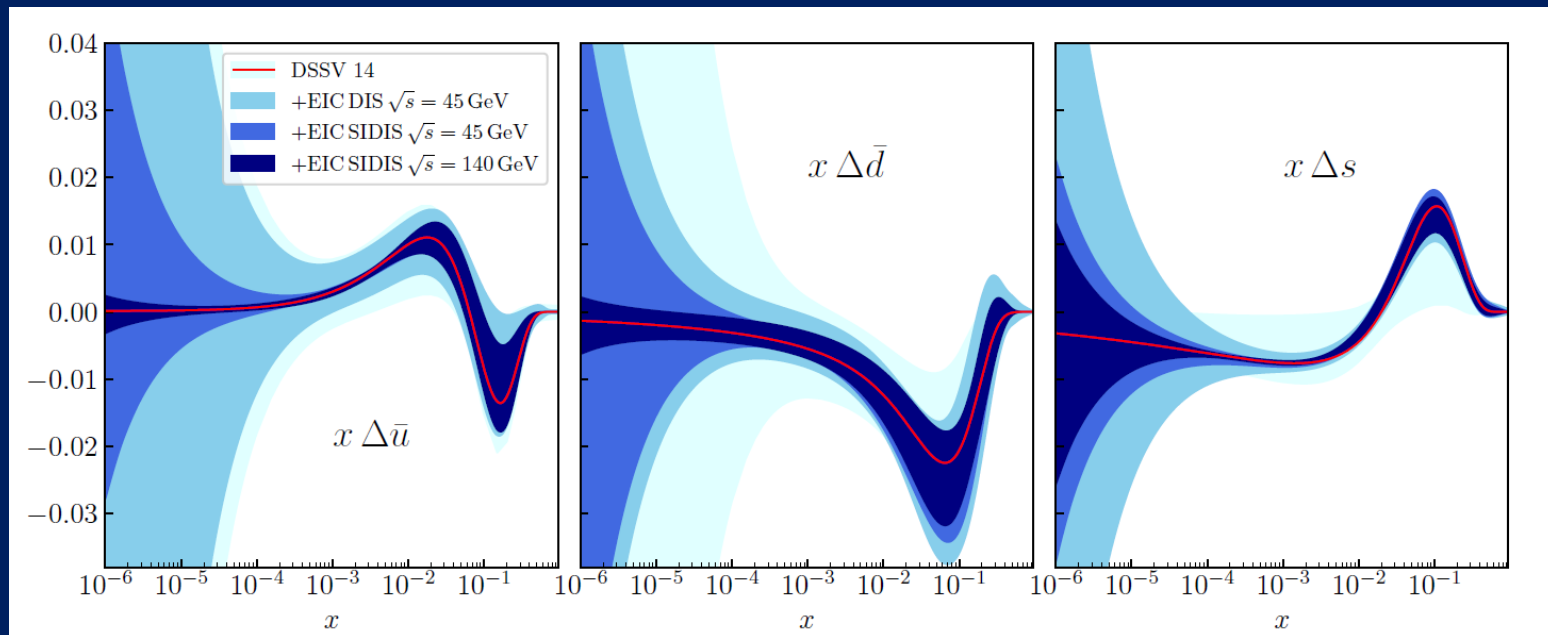 0.04
0.03
0.02
0.01
0.00
−0.01
−0.02
−0.03
DSSV 14
+EIC DIS √s = 45 GeV
+EIC SIDIS √s = 45 GeV
+EIC SIDIS √s = 140 GeV
x Δū
x Δd̄
x Δs
10⁻⁶ 10⁻⁵ 10⁻⁴ 10⁻³ 10⁻² 10⁻¹
10⁻⁶ 10⁻⁵ 10⁻⁴ 10⁻³ 10⁻² 10⁻¹
10⁻⁶ 10⁻⁵ 10⁻⁴ 10⁻³ 10⁻² 10⁻¹
x
x
x